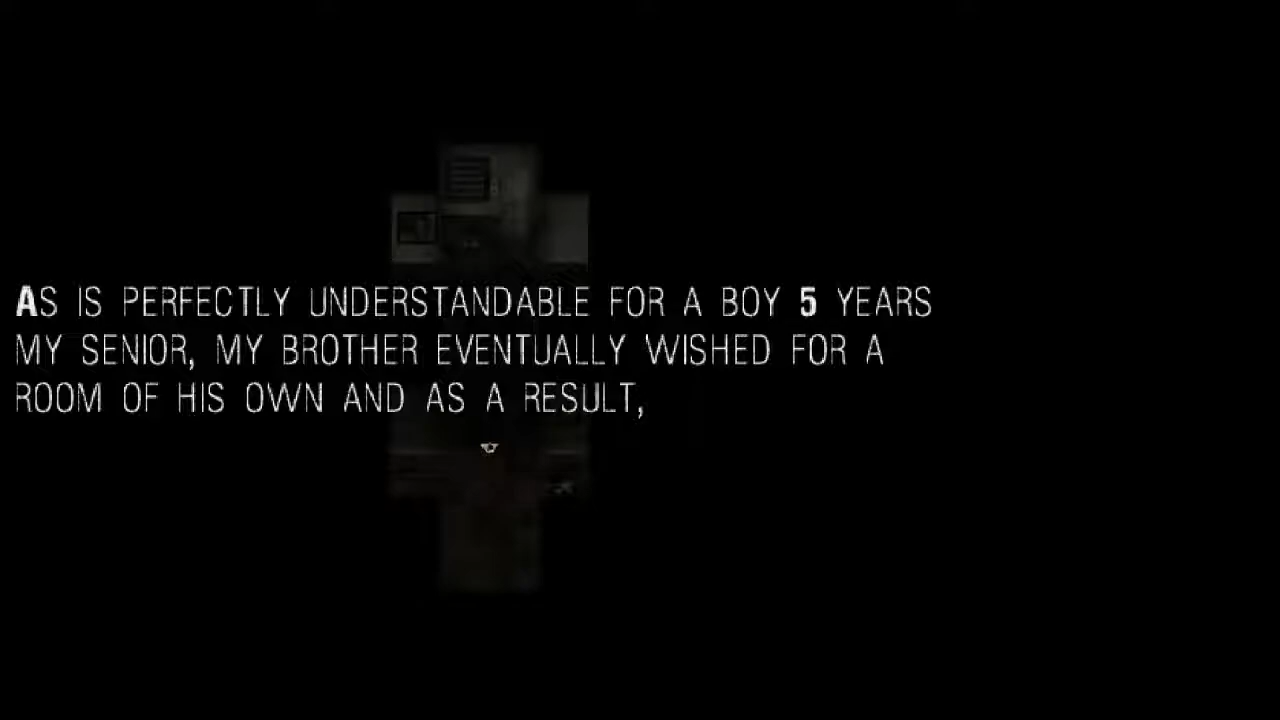 AS IS PERFECTLY UNDERSTANDABLE FOR A BOY 5 YEARS
MY SENIOR, MY BROTHER EVENTUALLY WISHED FOR A
ROOM OF HIS OWN AND AS A RESULT,